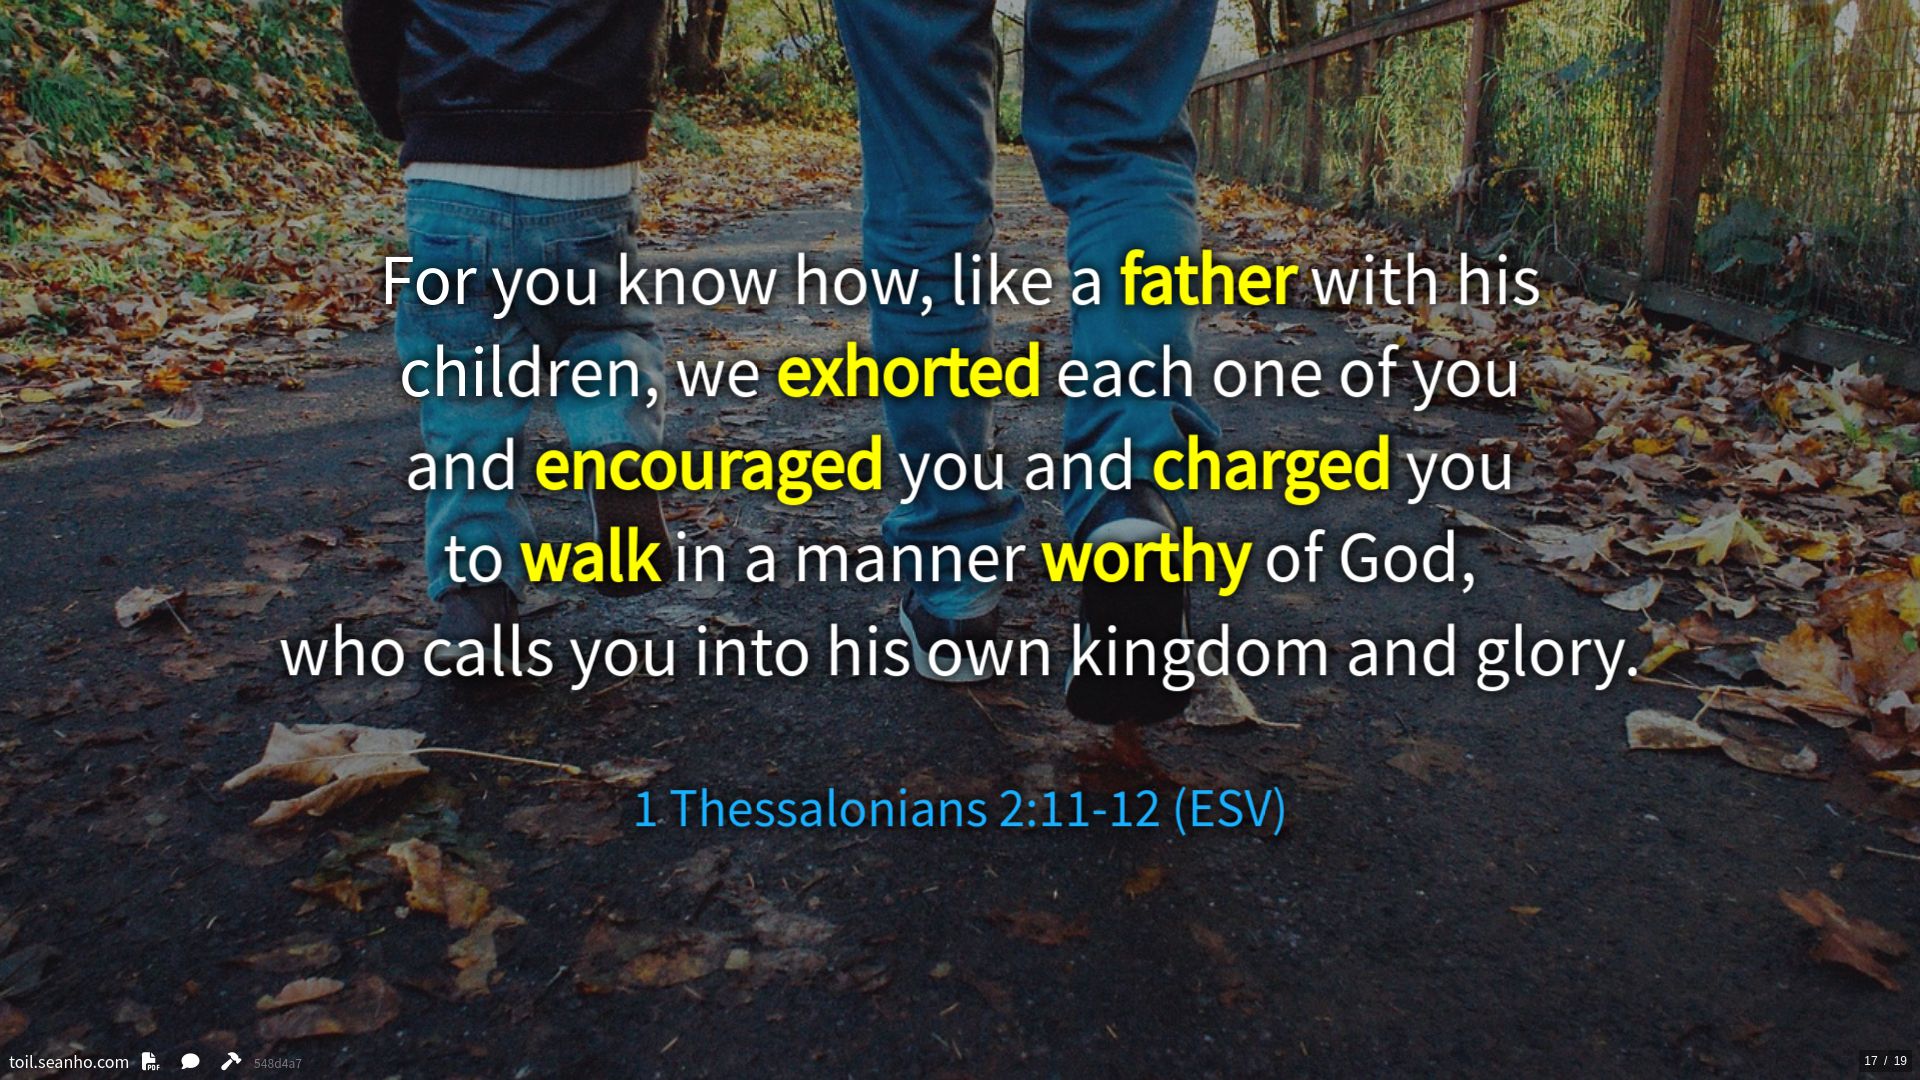 For you know how, like a father with his
children, we exhorted each one of you
and encouraged you and charged you
to walk in a manner worthy of God,
who calls you into his own kingdom and glory.
1 Thessalonians 2:11-12 (ESV)
toil.seanho.com PDF 548d4a7
17 / 19